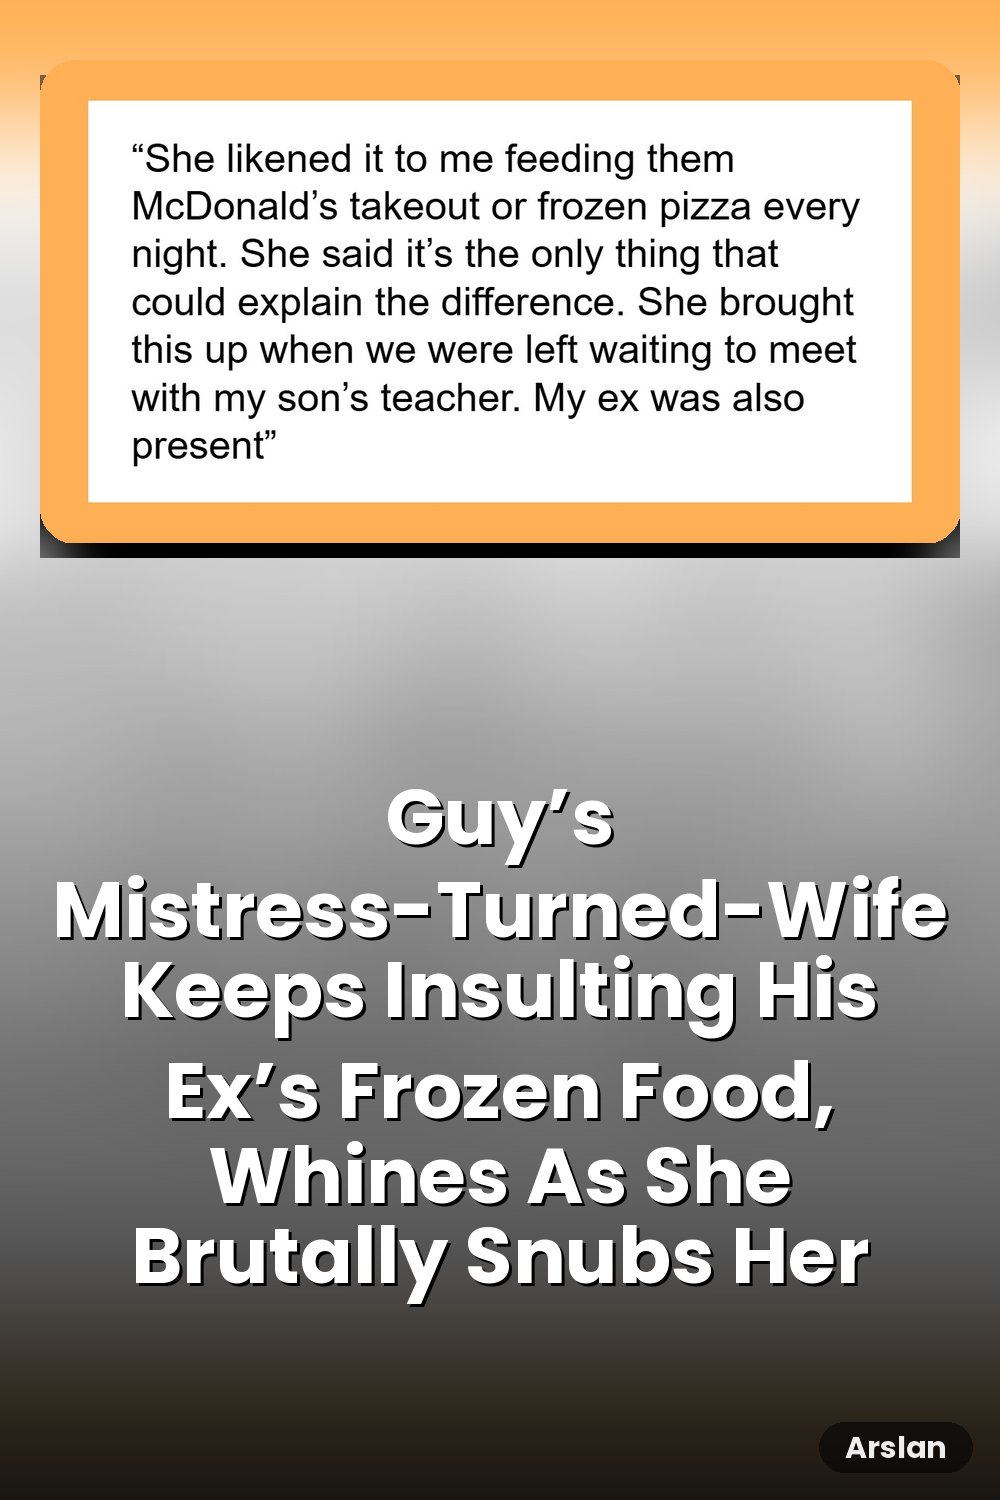 “She likened it to me feeding them
McDonald’s takeout or frozen pizza every
night. She said it’s the only thing that
could explain the difference. She brought
this up when we were left waiting to meet
with my son’s teacher. My ex was also
present”
Guy’s
Mistress-Turned-Wife
Keeps Insulting His
Ex’s Frozen Food,
Whines As She
Brutally Snubs Her
Arslan